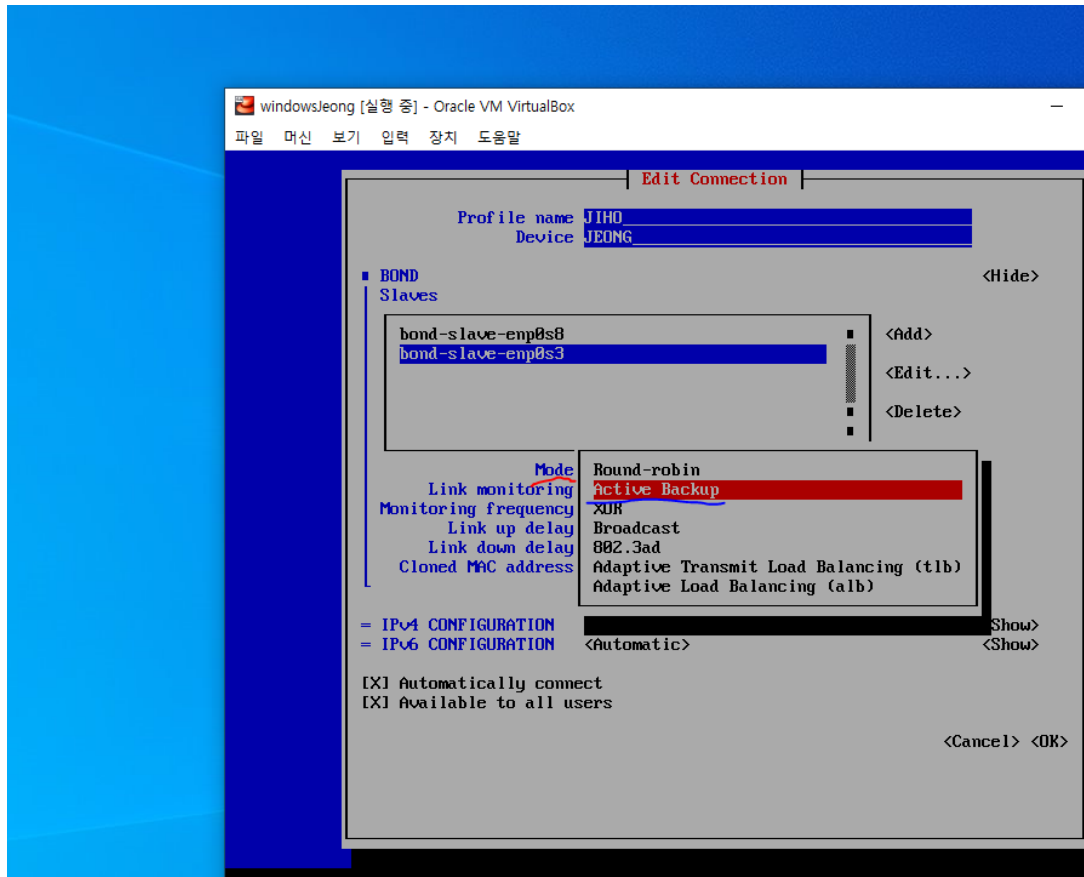 windowsJeong [실행 중] - Oracle VM VirtualBox
파일 머신 보기 입력 장치 도움말
Edit Connection
Profile name JIHO
Device JEONG
BOND <Hide>
Slaves
bond-slave-enp0s8 <Add>
bond-slave-enp0s3
<Edit...>
<Delete>
Mode Round-robin
Link monitoring Active Backup
Monitoring frequency XOR
Link up delay Broadcast
Link down delay 802.3ad
Cloned MAC address Adaptive Transmit Load Balancing (tlb)
Adaptive Load Balancing (alb)
= IPv4 CONFIGURATION Show>
= IPv6 CONFIGURATION <Automatic> <Show>
[X] Automatically connect
[X] Available to all users
<Cancel> <OK>